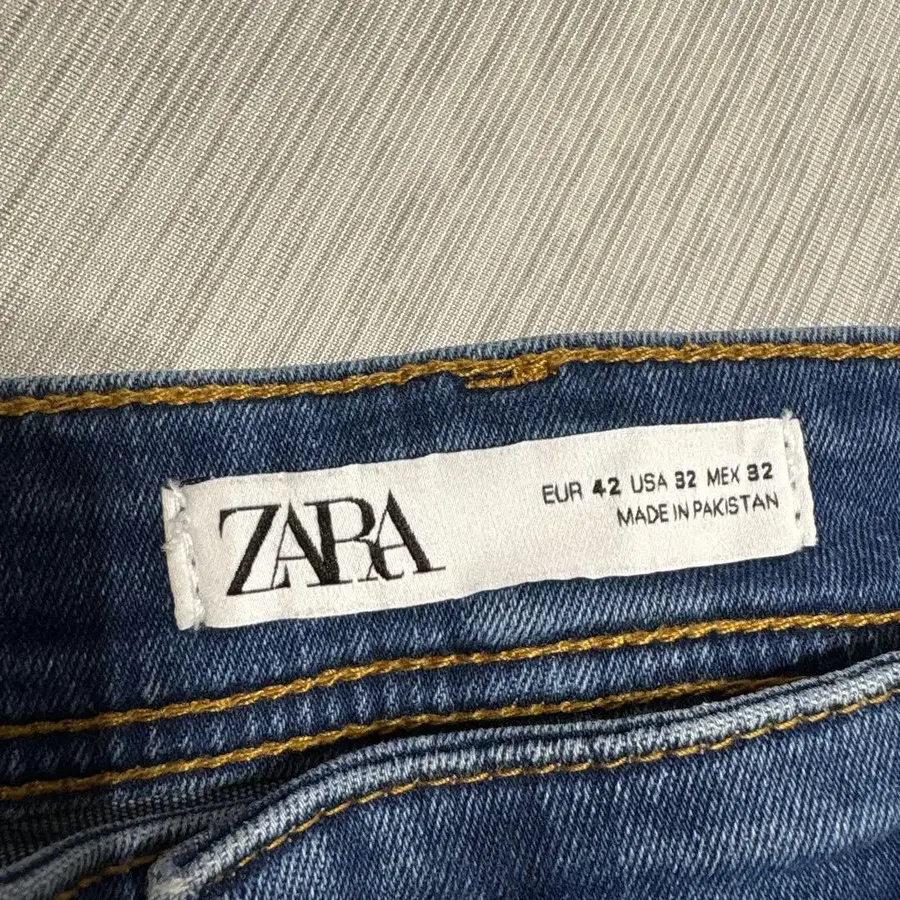 ZARA
EUR 42 USA 32 MEX 32
MADE IN PAKISTAN